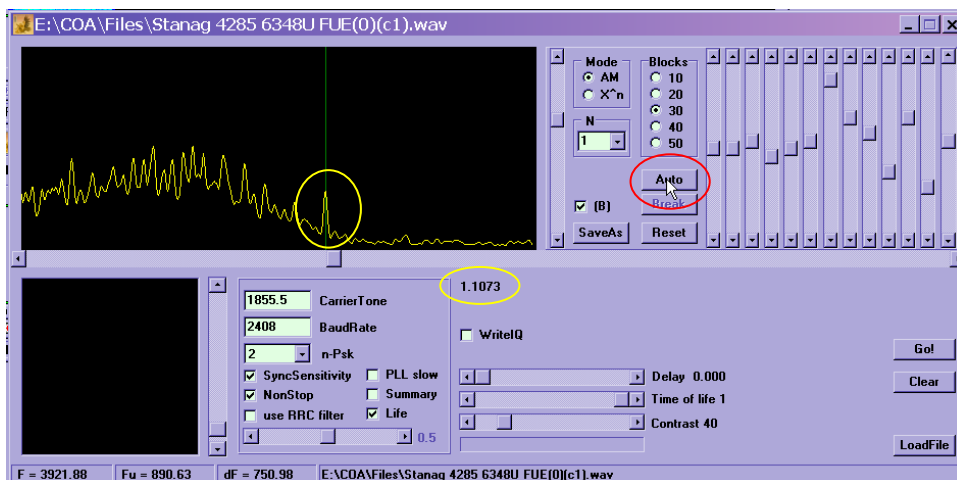 E:\COA\Files\Stanag 4285 6348U FUE(0)(c1).wav
Mode
AM
X^n
N
1
Blocks
10
20
30
40
50
Auto
(B)
Break
SaveAs
Reset
1855.5 CarrierTone
2408 BaudRate
2 n-Psk
SyncSensitivity PLL slow
NonStop Summary
use RRC filter Life
0.5
1.1073
WriteIQ
Delay 0.000
Time of life 1
Contrast 40
Go!
Clear
LoadFile
F = 3921.88 Fu = 890.63 dF = 750.98 E:\COA\Files\Stanag 4285 6348U FUE(0)(c1).wav